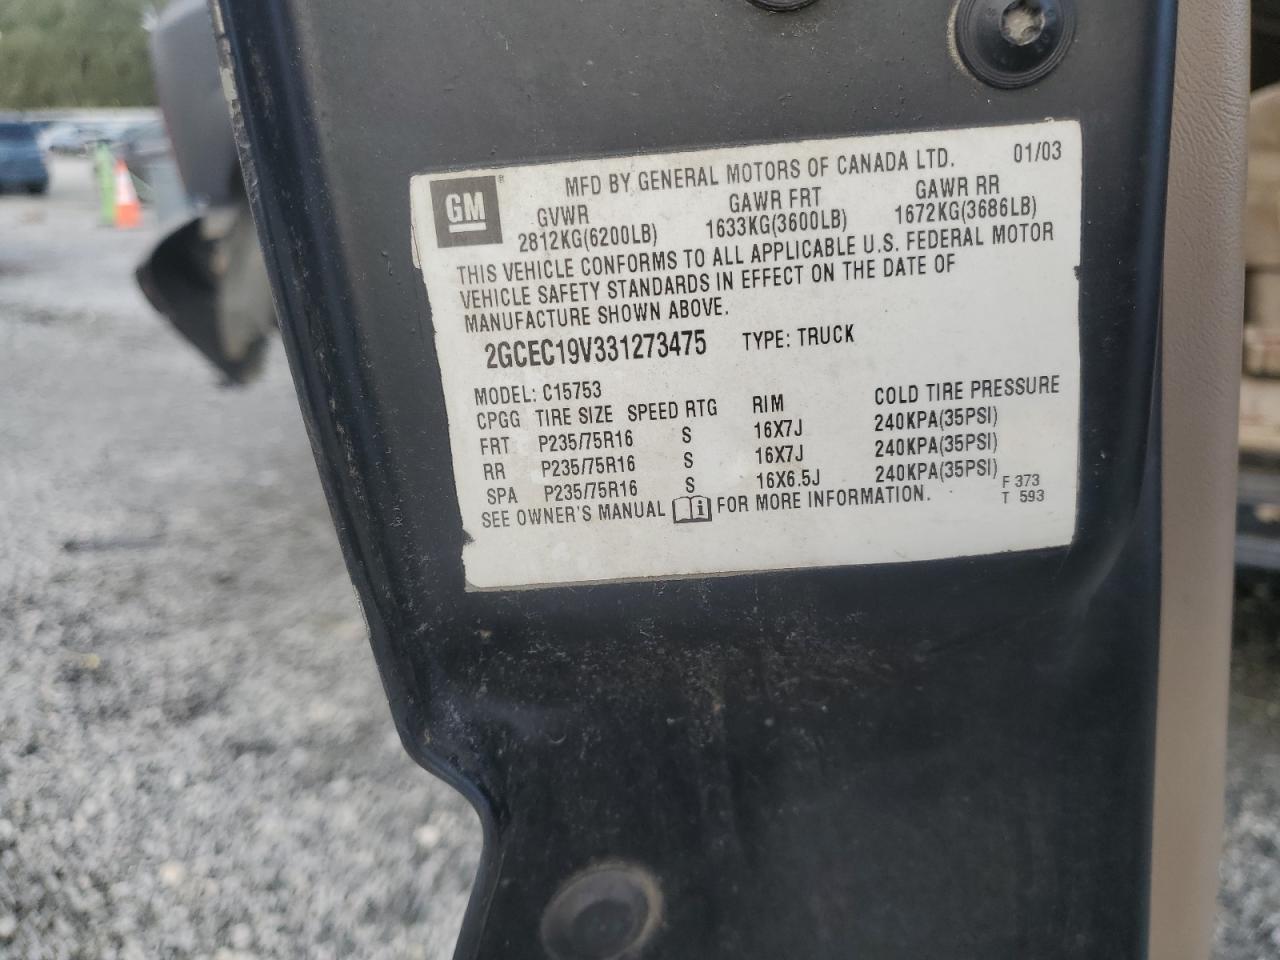 GM®
MFD BY GENERAL MOTORS OF CANADA LTD. 01/03
GVWR GAWR FRT GAWR RR
2812KG(6200LB) 1633KG(3600LB) 1672KG(3686LB)
THIS VEHICLE CONFORMS TO ALL APPLICABLE U.S. FEDERAL MOTOR
VEHICLE SAFETY STANDARDS IN EFFECT ON THE DATE OF
MANUFACTURE SHOWN ABOVE.
2GCEC19V331273475 TYPE: TRUCK
MODEL: C15753
CPGG TIRE SIZE SPEED RTG RIM COLD TIRE PRESSURE
FRT P235/75R16 S 16X7J 240KPA(35PSI)
RR P235/75R16 S 16X7J 240KPA(35PSI)
SPA P235/75R16 S 16X6.5J 240KPA(35PSI)
SEE OWNER'S MANUAL i FOR MORE INFORMATION.
F 373
T 593